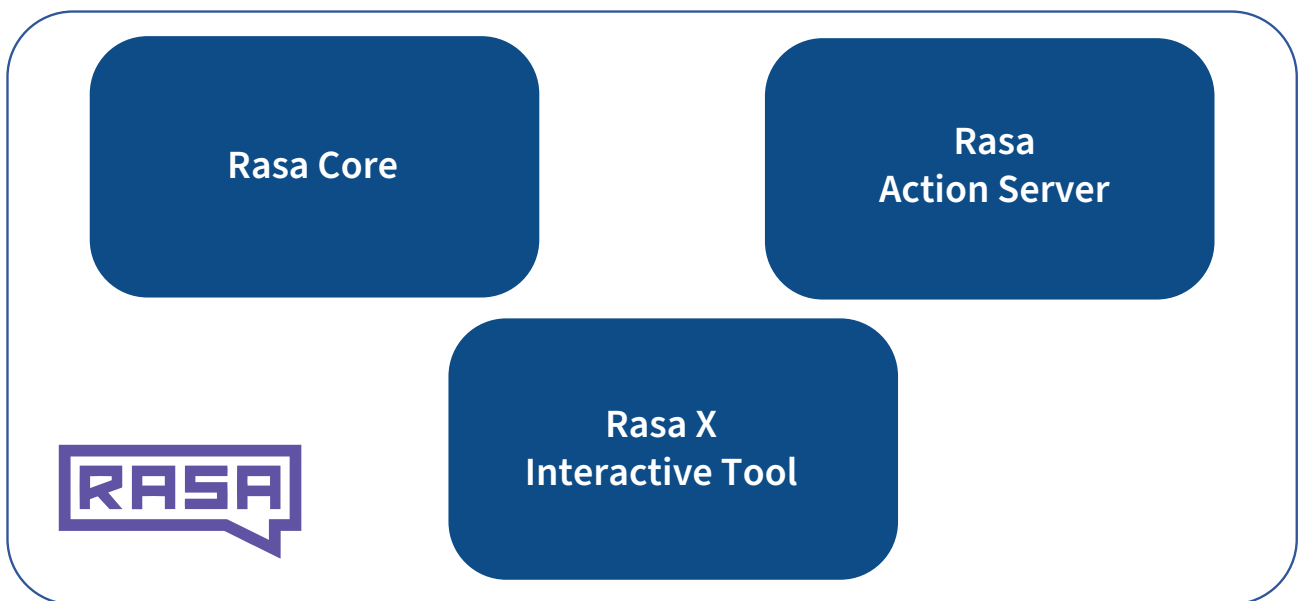 Rasa Core
Rasa
Action Server
Rasa X
Interactive Tool
RASA